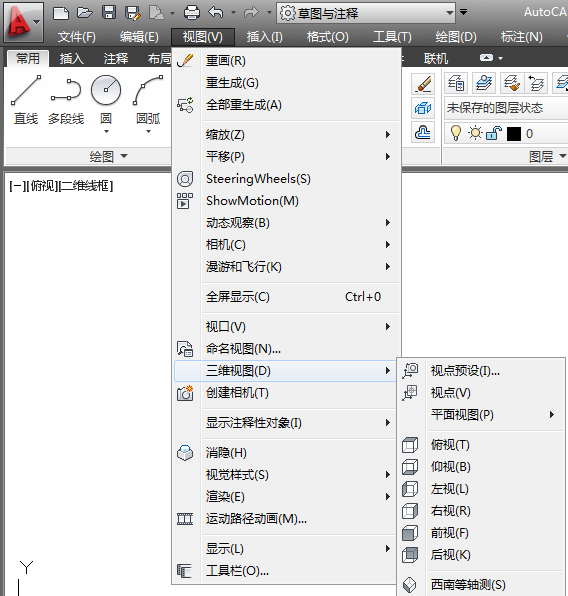 草图与注释
AutoCA
文件(F) 编辑(E) 视图(V) 插入(I) 格式(O) 工具(T) 绘图(D) 标注(N)
常用 插入 注释 布局 联机
直线 多段线 圆 圆弧
绘图
未保存的图层状态
0
图层
[−][俯视][二维线框]
重画(R)
重生成(G)
全部重生成(A)
缩放(Z)
平移(P)
SteeringWheels(S)
ShowMotion(M)
动态观察(B)
相机(C)
漫游和飞行(K)
全屏显示(C) Ctrl+0
视口(V)
命名视图(N)...
三维视图(D)
创建相机(T)
显示注释性对象(I)
消隐(H)
视觉样式(S)
渲染(E)
运动路径动画(M)...
显示(L)
工具栏(O)...
视点预设(I)...
视点(V)
平面视图(P)
俯视(T)
仰视(B)
左视(L)
右视(R)
前视(F)
后视(K)
西南等轴测(S)
Y